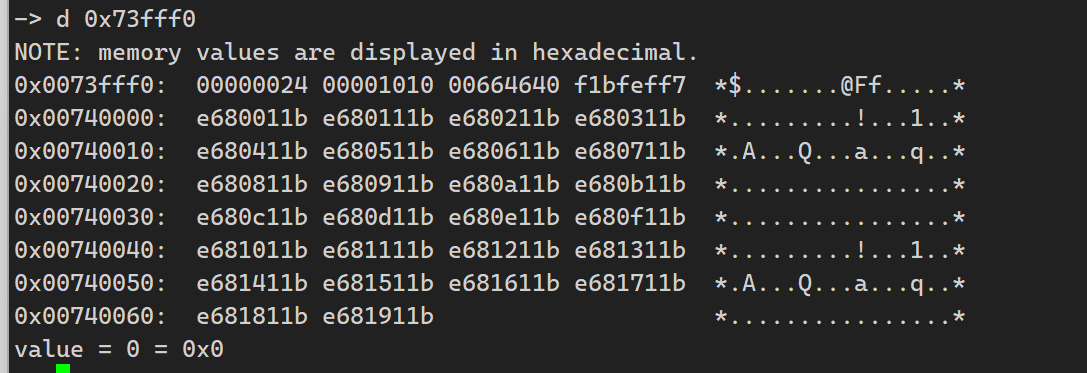 -> d 0x73fff0
NOTE: memory values are displayed in hexadecimal.
0x0073fff0:  00000024 00001010 00664640 f1bfeff7  *$.......@Ff.....*
0x00740000:  e680011b e680111b e680211b e680311b  *.........!...1..*
0x00740010:  e680411b e680511b e680611b e680711b  *.A...Q...a...q..*
0x00740020:  e680811b e680911b e680a11b e680b11b  *................*
0x00740030:  e680c11b e680d11b e680e11b e680f11b  *................*
0x00740040:  e681011b e681111b e681211b e681311b  *.........!...1..*
0x00740050:  e681411b e681511b e681611b e681711b  *.A...Q...a...q..*
0x00740060:  e681811b e681911b                    *................*
value = 0 = 0x0